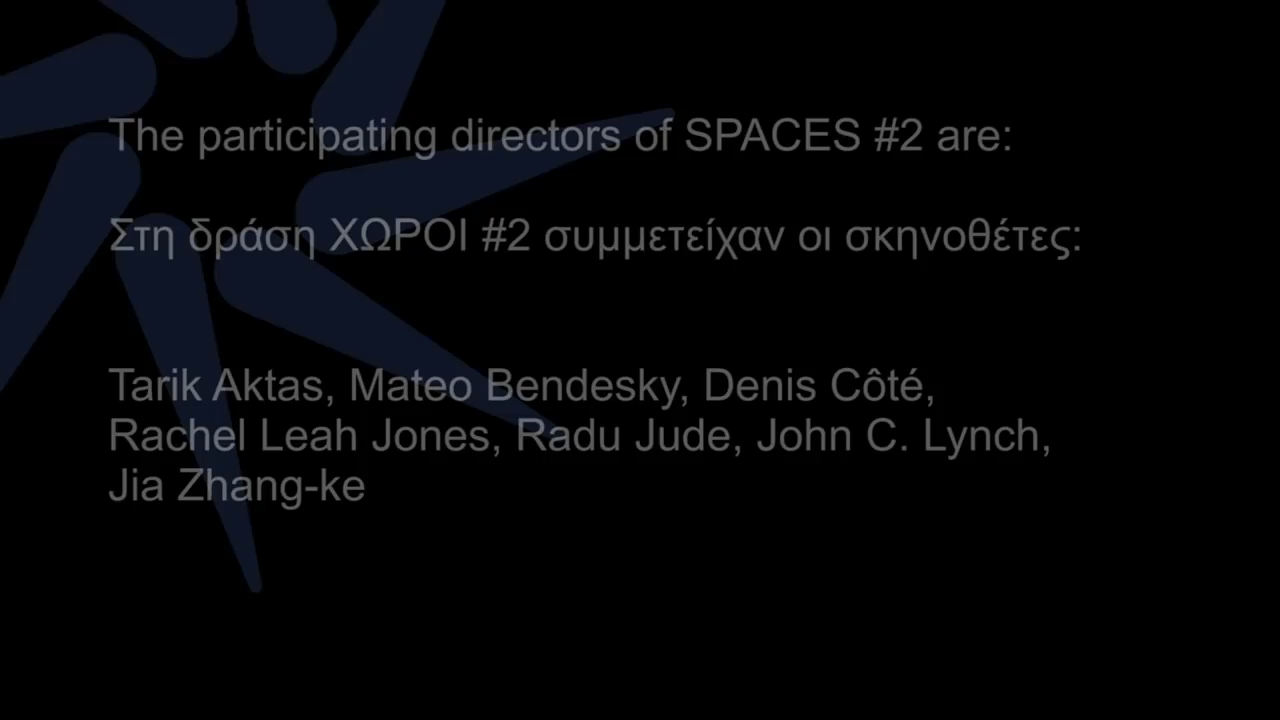 The participating directors of SPACES #2 are:
Στη δράση ΧΩΡΟΙ #2 συμμετείχαν οι σκηνοθέτες:
Tarik Aktas, Mateo Bendesky, Denis Côté,
Rachel Leah Jones, Radu Jude, John C. Lynch,
Jia Zhang-ke